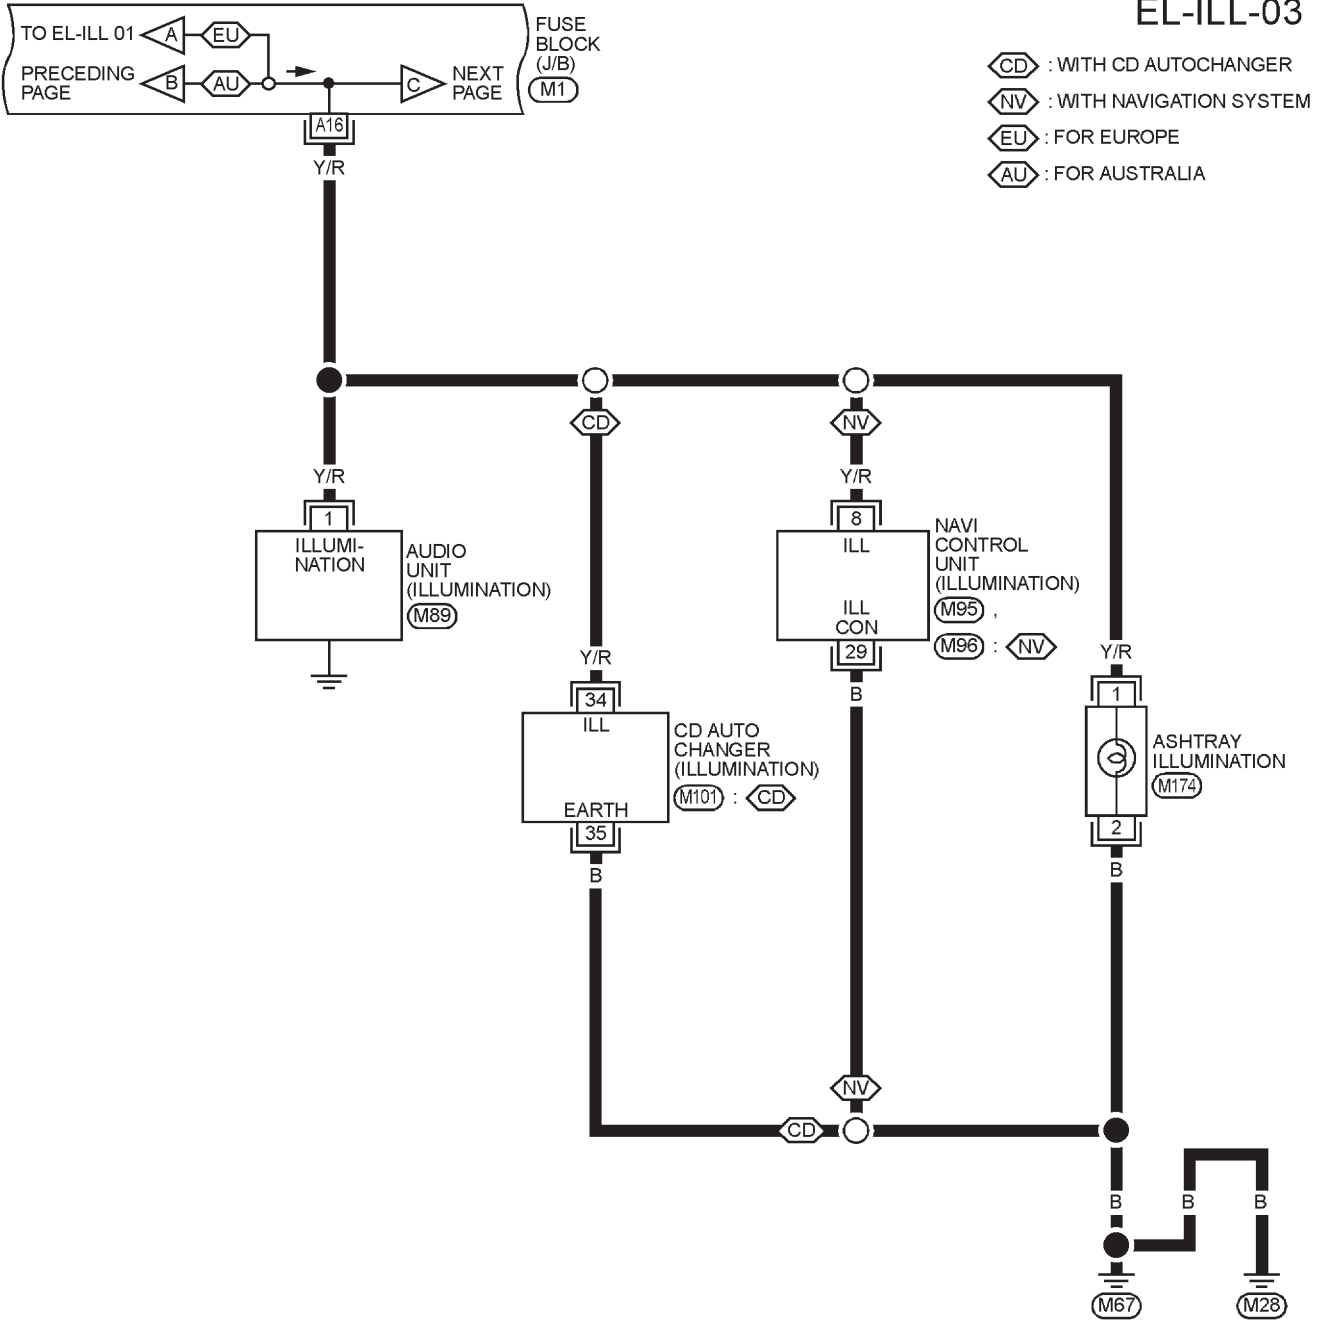 EL-ILL-03
TO EL-ILL 01 A EU
PRECEDING
PAGE
B AU
C
NEXT
PAGE
FUSE
BLOCK
(J/B)
M1
CD : WITH CD AUTOCHANGER
NV : WITH NAVIGATION SYSTEM
EU : FOR EUROPE
AU : FOR AUSTRALIA
A16
Y/R
CD
NV
Y/R
1
ILLUMI-
NATION
AUDIO
UNIT
(ILLUMINATION)
M89
Y/R
8
ILL
ILL
CON
29
B
NAVI
CONTROL
UNIT
(ILLUMINATION)
M95 ,
M96 : NV
Y/R
34
ILL
EARTH
35
B
CD AUTO
CHANGER
(ILLUMINATION)
M101 : CD
Y/R
1
2
B
ASHTRAY
ILLUMINATION
M174
NV
CD
B
B
B
M67
M28